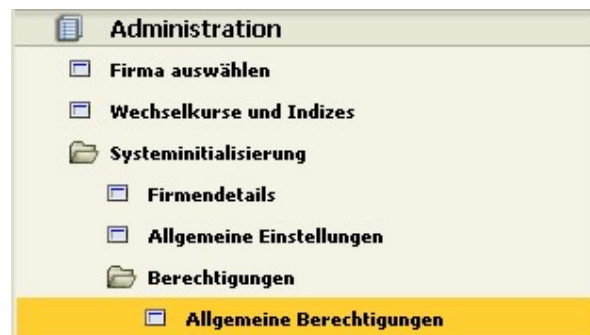 Administration
Firma auswählen
Wechselkurse und Indizes
Systeminitialisierung
Firmendetails
Allgemeine Einstellungen
Berechtigungen
Allgemeine Berechtigungen